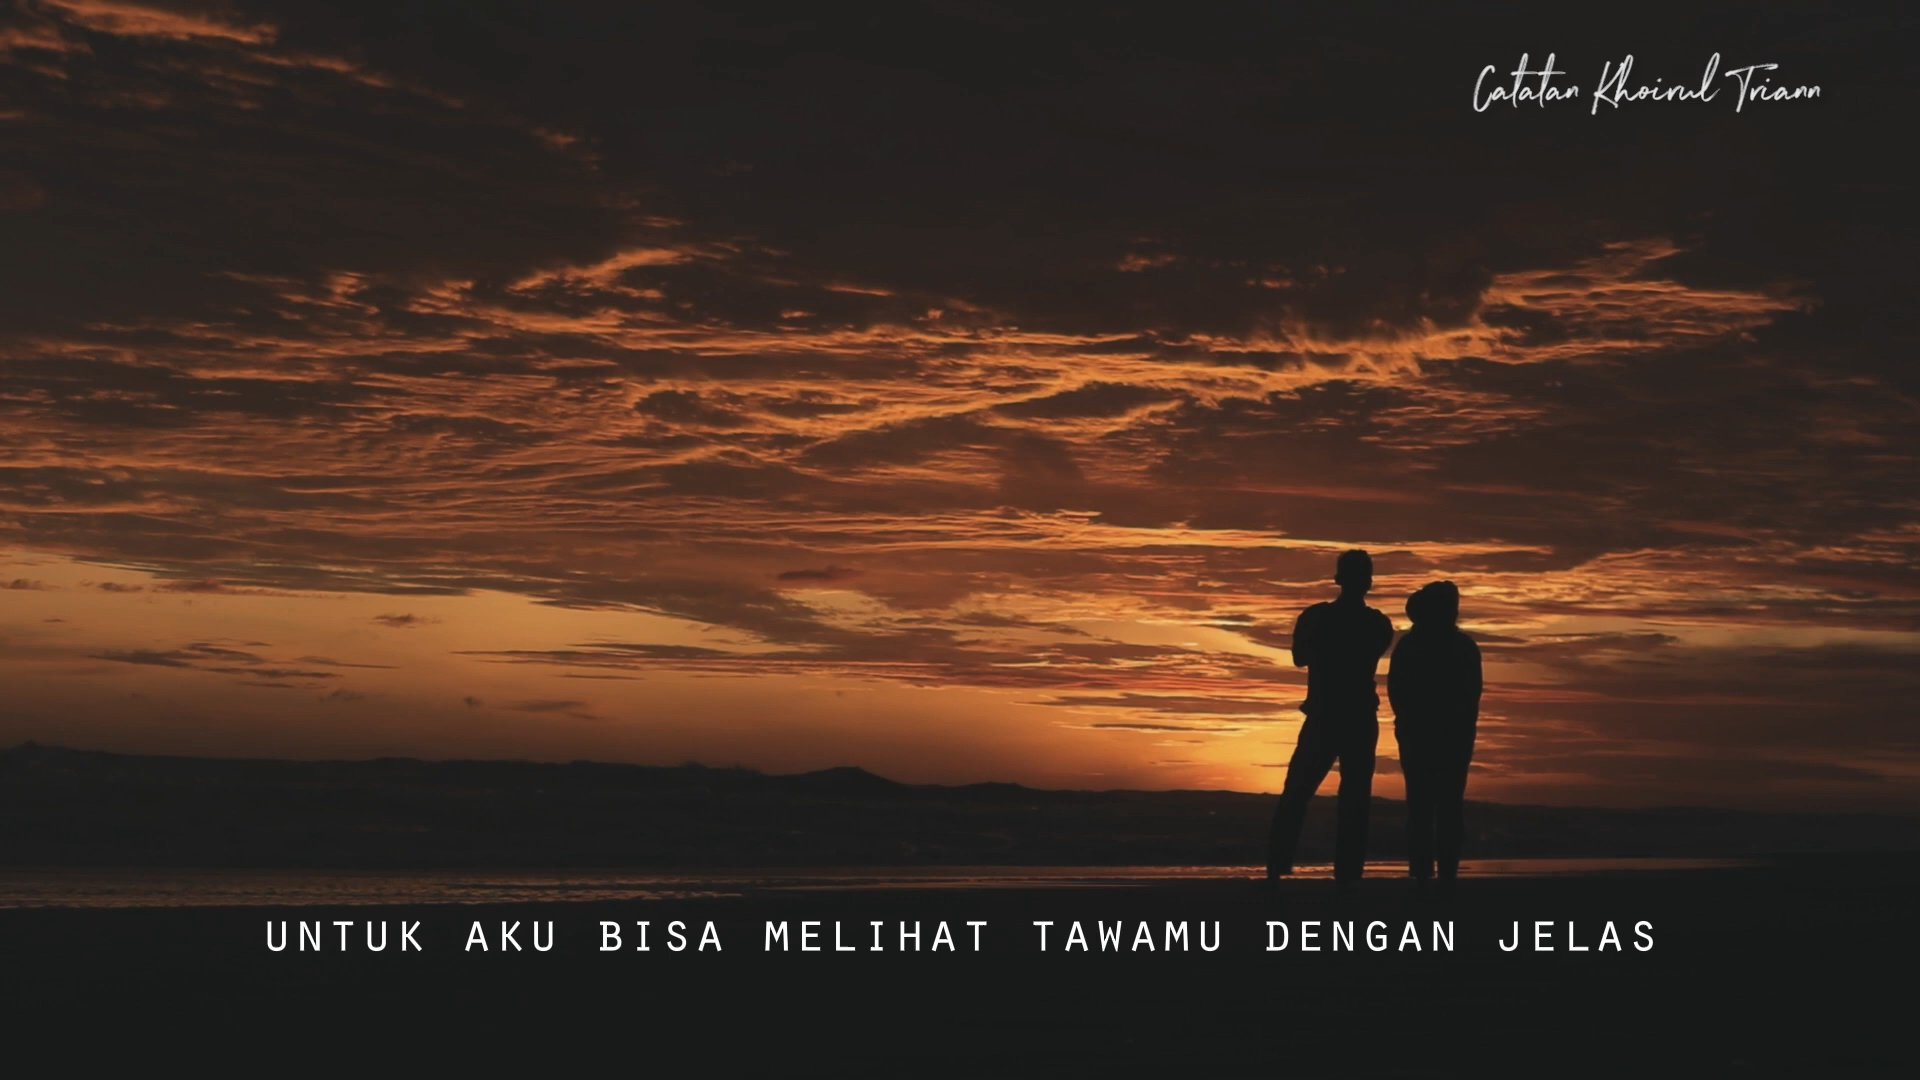 Catatan Khoirul Triann
UNTUK AKU BISA MELIHAT TAWAMU DENGAN JELAS